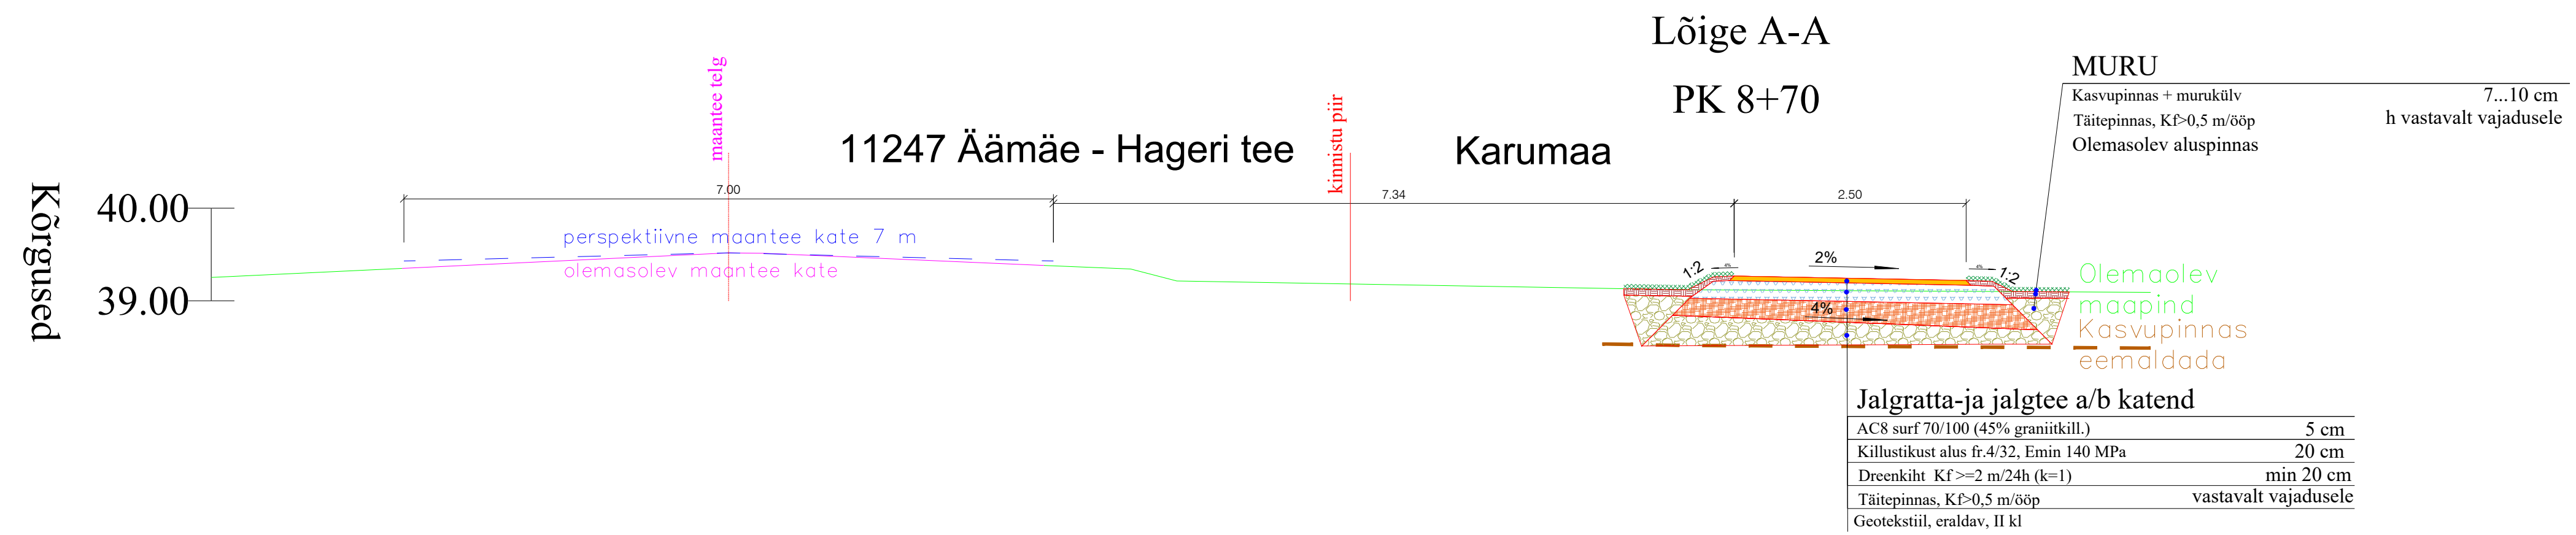 Lõige A-A
PK 8+70
MURU
Kasvupinnas + murukülv 7...10 cm
Täitepinnas, Kf>0,5 m/ööp h vastavalt vajadusele
Olemasolev aluspinnas
maantee telg
kinnistu piir
11247 Äämäe - Hageri tee
Karumaa
Kõrgused
40.00
39.00
7.00
7.34
2.50
perspektiivne maantee kate 7 m
olemasolev maantee kate
1:2
4%
2%
4%
1:2
4%
Olemaolev
maapind
Kasvupinnas
eemaldada
Jalgratta-ja jalgtee a/b katend
AC8 surf 70/100 (45% graniitkill.) 5 cm
Killustikust alus fr.4/32, Emin 140 MPa 20 cm
Dreenkiht Kf >=2 m/24h (k=1) min 20 cm
Täitepinnas, Kf>0,5 m/ööp vastavalt vajadusele
Geotekstiil, eraldav, II kl